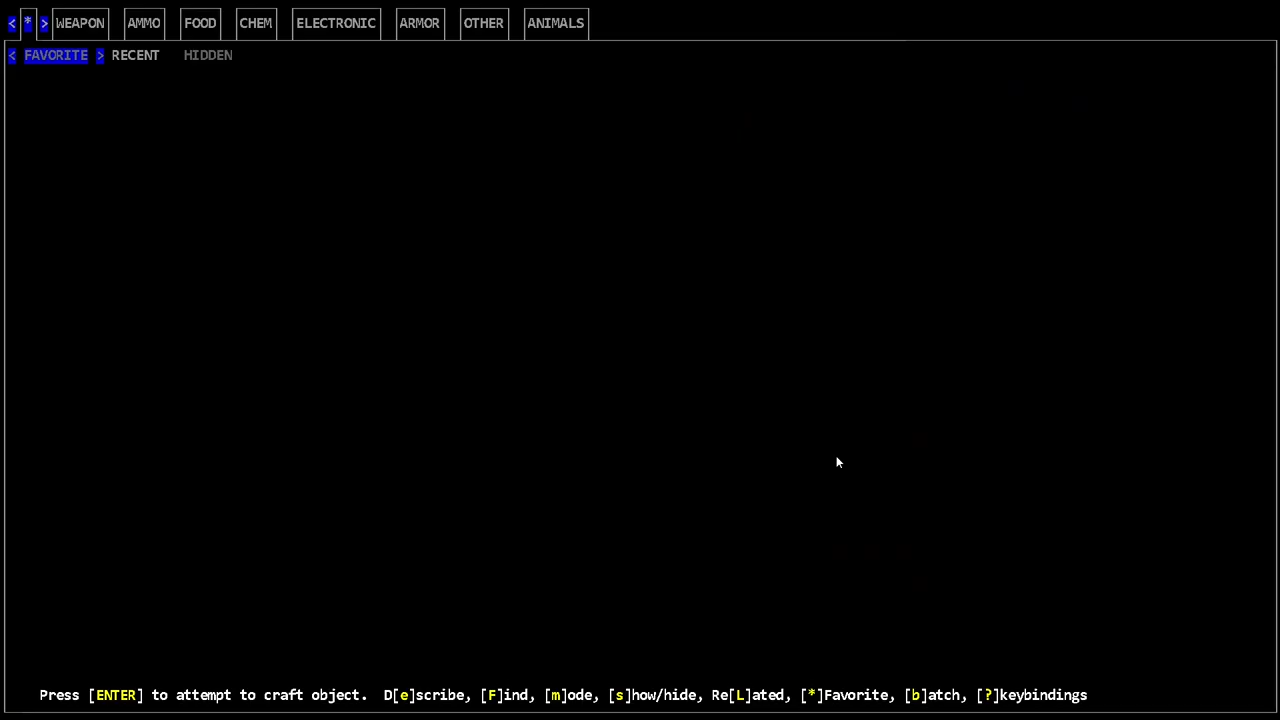 < * > WEAPON AMMO FOOD CHEM ELECTRONIC ARMOR OTHER ANIMALS
< FAVORITE > RECENT HIDDEN
Press [ENTER] to attempt to craft object. D[e]scribe, [F]ind, [m]ode, [s]how/hide, Re[L]ated, [*]Favorite, [b]atch, [?]keybindings